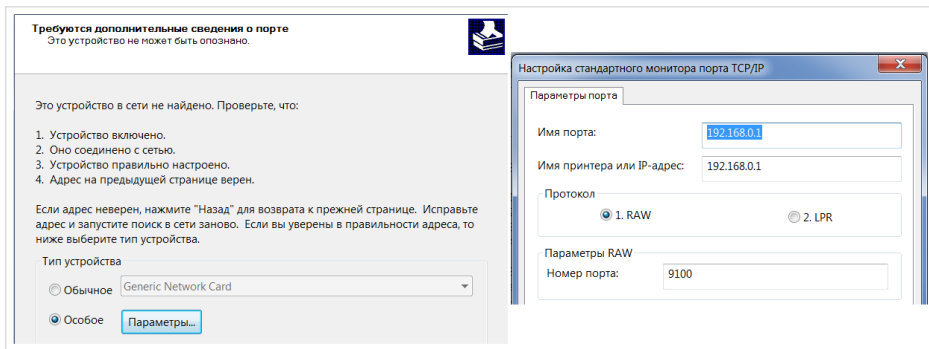 Требуются дополнительные сведения о порте
Это устройство не может быть опознано.
Это устройство в сети не найдено. Проверьте, что:
1. Устройство включено.
2. Оно соединено с сетью.
3. Устройство правильно настроено.
4. Адрес на предыдущей странице верен.
Если адрес неверен, нажмите "Назад" для возврата к прежней странице. Исправьте
адрес и запустите поиск в сети заново. Если вы уверены в правильности адреса, то
ниже выберите тип устройства.
Тип устройства
Обычное Generic Network Card
Особое Параметры...
Настройка стандартного монитора порта TCP/IP
Параметры порта
Имя порта: 192.168.0.1
Имя принтера или IP-адрес: 192.168.0.1
Протокол
1. RAW 2. LPR
Параметры RAW
Номер порта: 9100